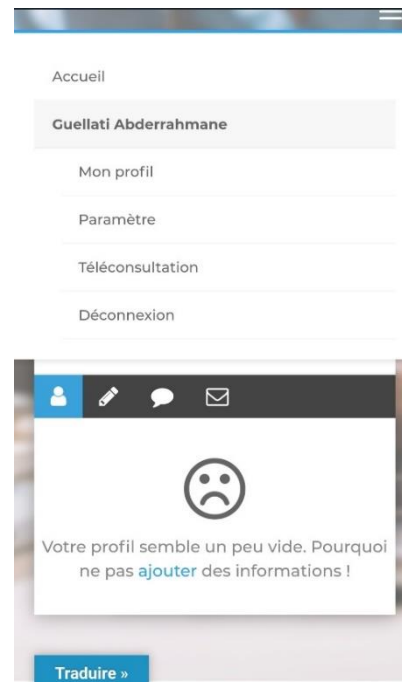 Accueil
Guellati Abderrahmane
Mon profil
Paramètre
Téléconsultation
Déconnexion
Votre profil semble un peu vide. Pourquoi
ne pas ajouter des informations !
Traduire »